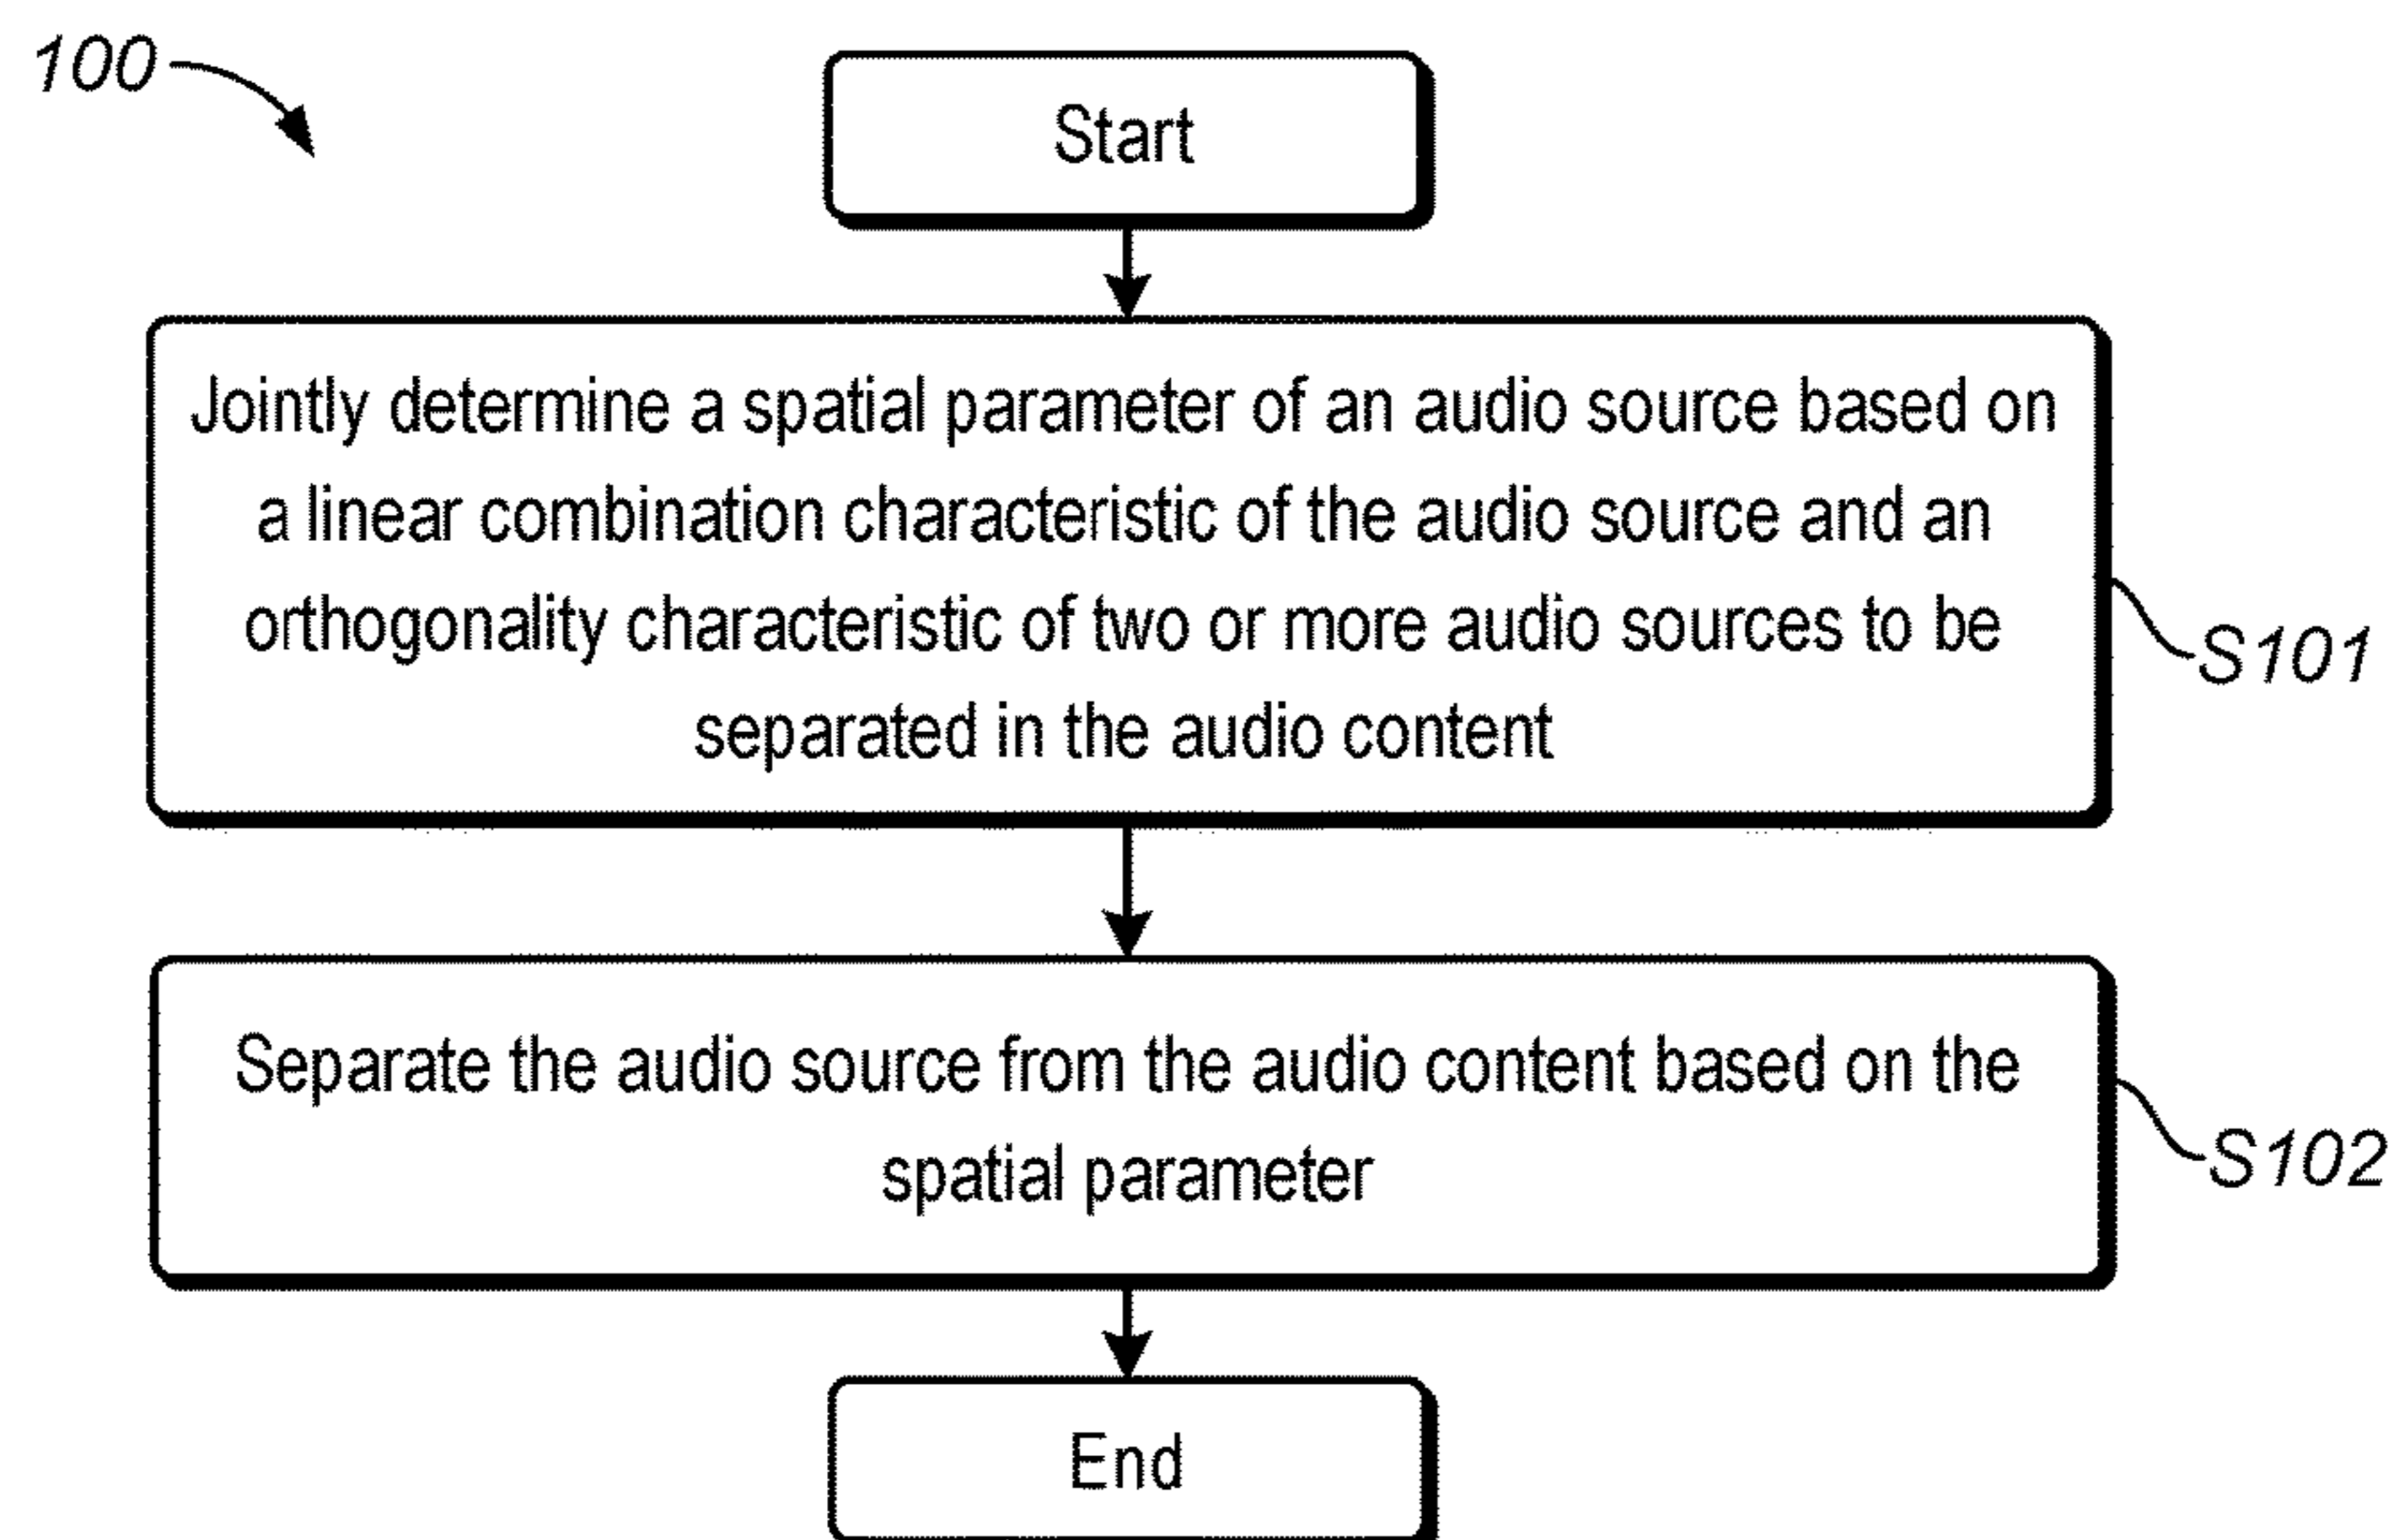 100
Start
Jointly determine a spatial parameter of an audio source based on
a linear combination characteristic of the audio source and an
orthogonality characteristic of two or more audio sources to be
separated in the audio content
S101
Separate the audio source from the audio content based on the
spatial parameter
S102
End